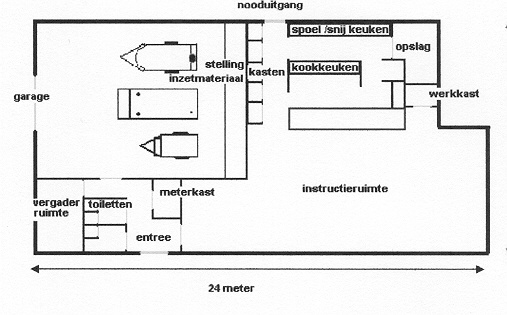 nooduitgang
spoel /snij keuken
opslag
stelling
inzetmateriaal
kasten
kookkeuken
garage
werkkast
instructieruimte
meterkast
vergader
ruimte
toiletten
entree
24 meter